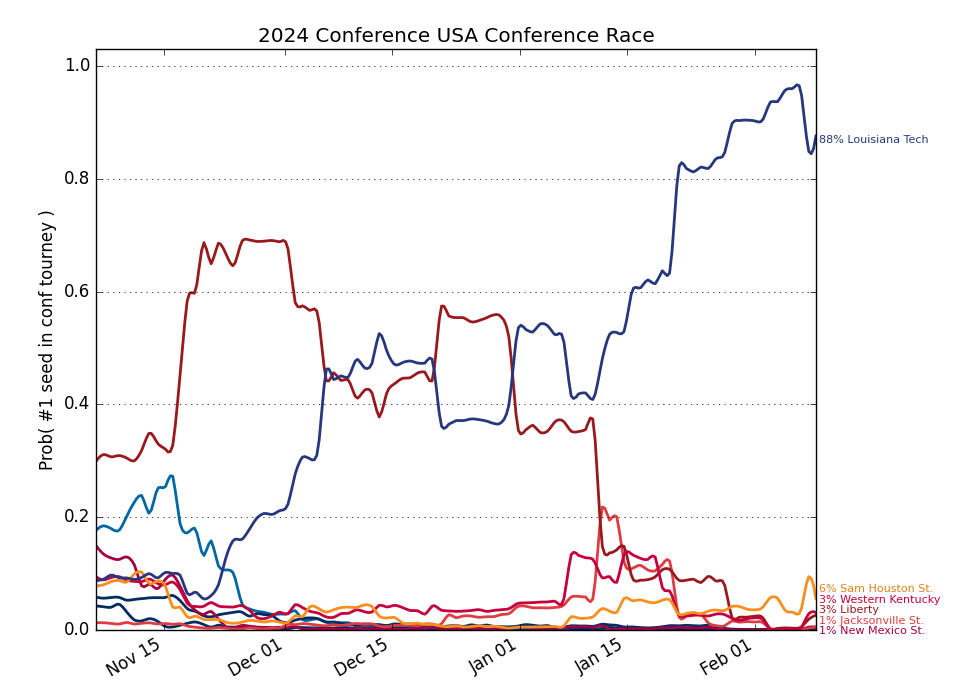 2024 Conference USA Conference Race
Prob( #1 seed in conf tourney )
1.0
0.8
0.6
0.4
0.2
0.0
88% Louisiana Tech
6% Sam Houston St.
3% Western Kentucky
3% Liberty
1% Jacksonville St.
1% New Mexico St.
Nov 15
Dec 01
Dec 15
Jan 01
Jan 15
Feb 01